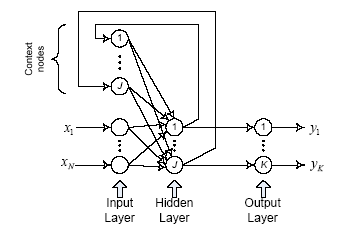 Context
nodes
1
J
x1 1 1 y1
xN J K yK
Input Hidden Output
Layer Layer Layer